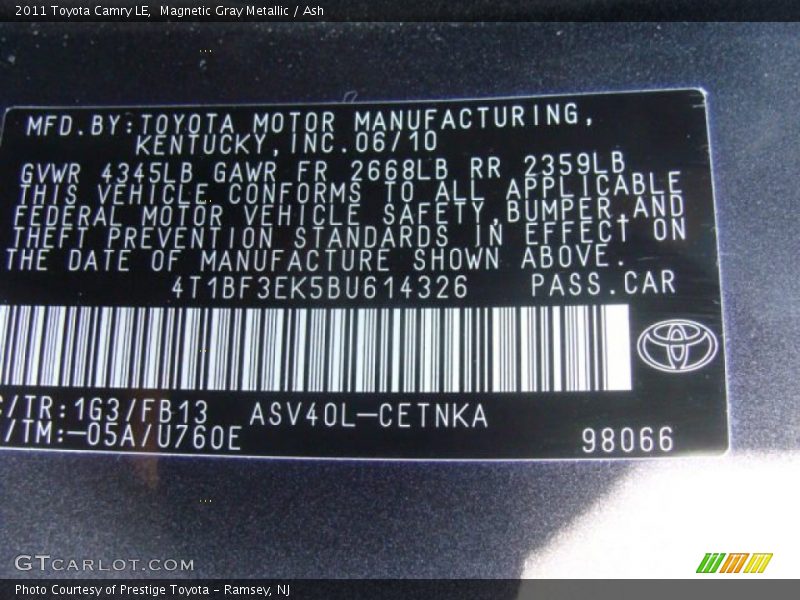 2011 Toyota Camry LE,  Magnetic Gray Metallic / Ash
MFD.BY:TOYOTA MOTOR MANUFACTURING,
KENTUCKY,INC.06/10
GVWR 4345LB GAWR FR 2668LB RR 2359LB
THIS VEHICLE CONFORMS TO ALL APPLICABLE
FEDERAL MOTOR VEHICLE SAFETY,BUMPER,AND
THEFT PREVENTION STANDARDS IN EFFECT ON
THE DATE OF MANUFACTURE SHOWN ABOVE.
4T1BF3EK5BU614326 PASS.CAR
/TR:1G3/FB13 ASV40L-CETNKA
/TM:-05A/U760E
98066
GTCARLOT.COM
Photo Courtesy of Prestige Toyota - Ramsey, NJ